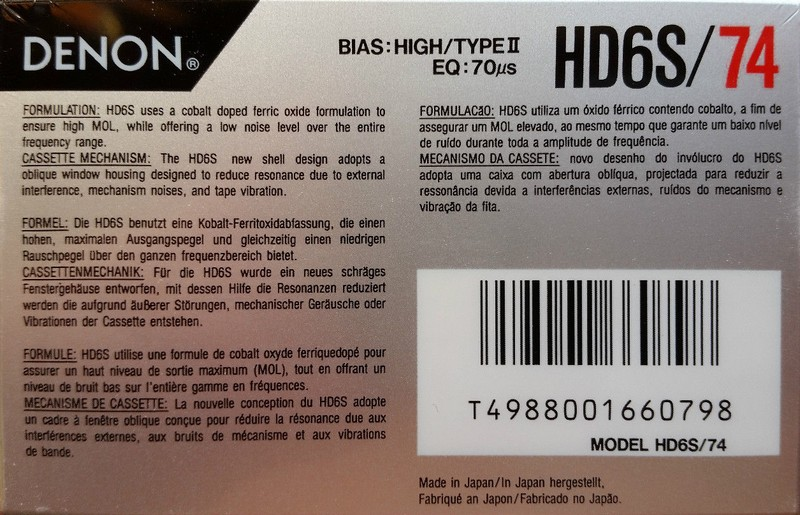 DENON®
BIAS:HIGH/TYPE II
EQ:70μs
HD6S/74
FORMULATION: HD6S uses a cobalt doped ferric oxide formulation to
ensure high MOL, while offering a low noise level over the entire
frequency range.
CASSETTE MECHANISM: The HD6S new shell design adopts a
oblique window housing designed to reduce resonance due to external
interference, mechanism noises, and tape vibration.
FORMEL: Die HD6S benutzt eine Kobalt-Ferritoxidabfassung, die einen
hohen, maximalen Ausgangspegel und gleichzeitig einen niedrigen
Rauschpegel über den ganzen frequenzbereich bietet.
CASSETTENMECHANIK: Für die HD6S wurde ein neues schräges
Fenstergehäuse entworfen, mit dessen Hilfe die Resonanzen reduziert
werden die aufgrund äußerer Störungen, mechanischer Geräusche oder
Vibrationen der Cassette entstehen.
FORMULE: HD6S utilise une formule de cobalt oxyde ferriquedopé pour
assurer un haut niveau de sortie maximum (MOL), tout en offrant un
niveau de bruit bas sur l'entière gamme en fréquences.
MECANISME DE CASSETTE: La nouvelle conception du HD6S adopte
un cadre à fenêtre oblique conçue pour réduire la résonance due aux
interférences externes, aux bruits de mécanisme et aux vibrations
de bande.
FORMULACãO: HD6S utiliza um óxido férrico contendo cobalto, a fim de
assegurar um MOL elevado, ao mesmo tempo que garante um baixo nível
de ruído durante toda a amplitude de frequência.
MECANISMO DA CASSETE: novo desenho do invólucro do HD6S
adopta uma caixa com abertura oblíqua, projectada para reduzir a
ressonância devida a interferências externas, ruídos do mecanismo e
vibração da fita.
T4988001660798
MODEL HD6S/74
Made in Japan/In Japan hergestellt,
Fabriqué an Japon/Fabricado no Japão.